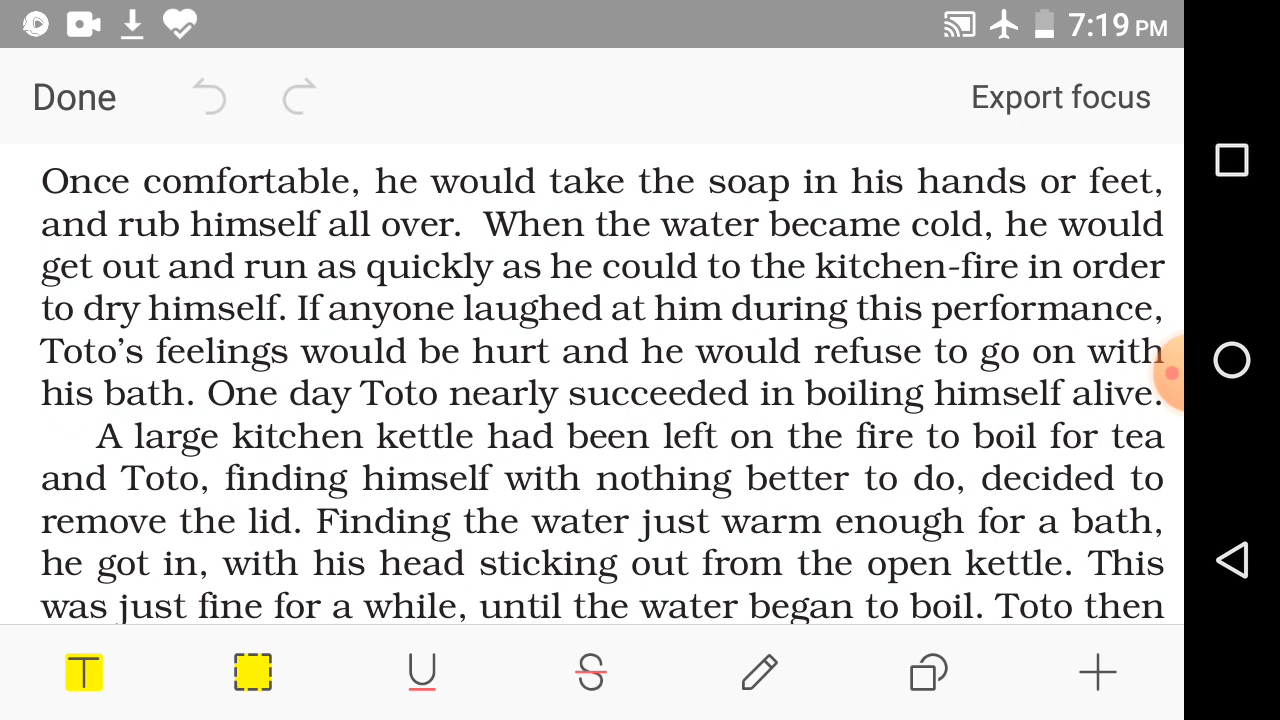 7:19 PM
Done
Export focus
Once comfortable, he would take the soap in his hands or feet,
and rub himself all over. When the water became cold, he would
get out and run as quickly as he could to the kitchen-fire in order
to dry himself. If anyone laughed at him during this performance,
Toto’s feelings would be hurt and he would refuse to go on with
his bath. One day Toto nearly succeeded in boiling himself alive.
A large kitchen kettle had been left on the fire to boil for tea
and Toto, finding himself with nothing better to do, decided to
remove the lid. Finding the water just warm enough for a bath,
he got in, with his head sticking out from the open kettle. This
was just fine for a while, until the water began to boil. Toto then
T U S